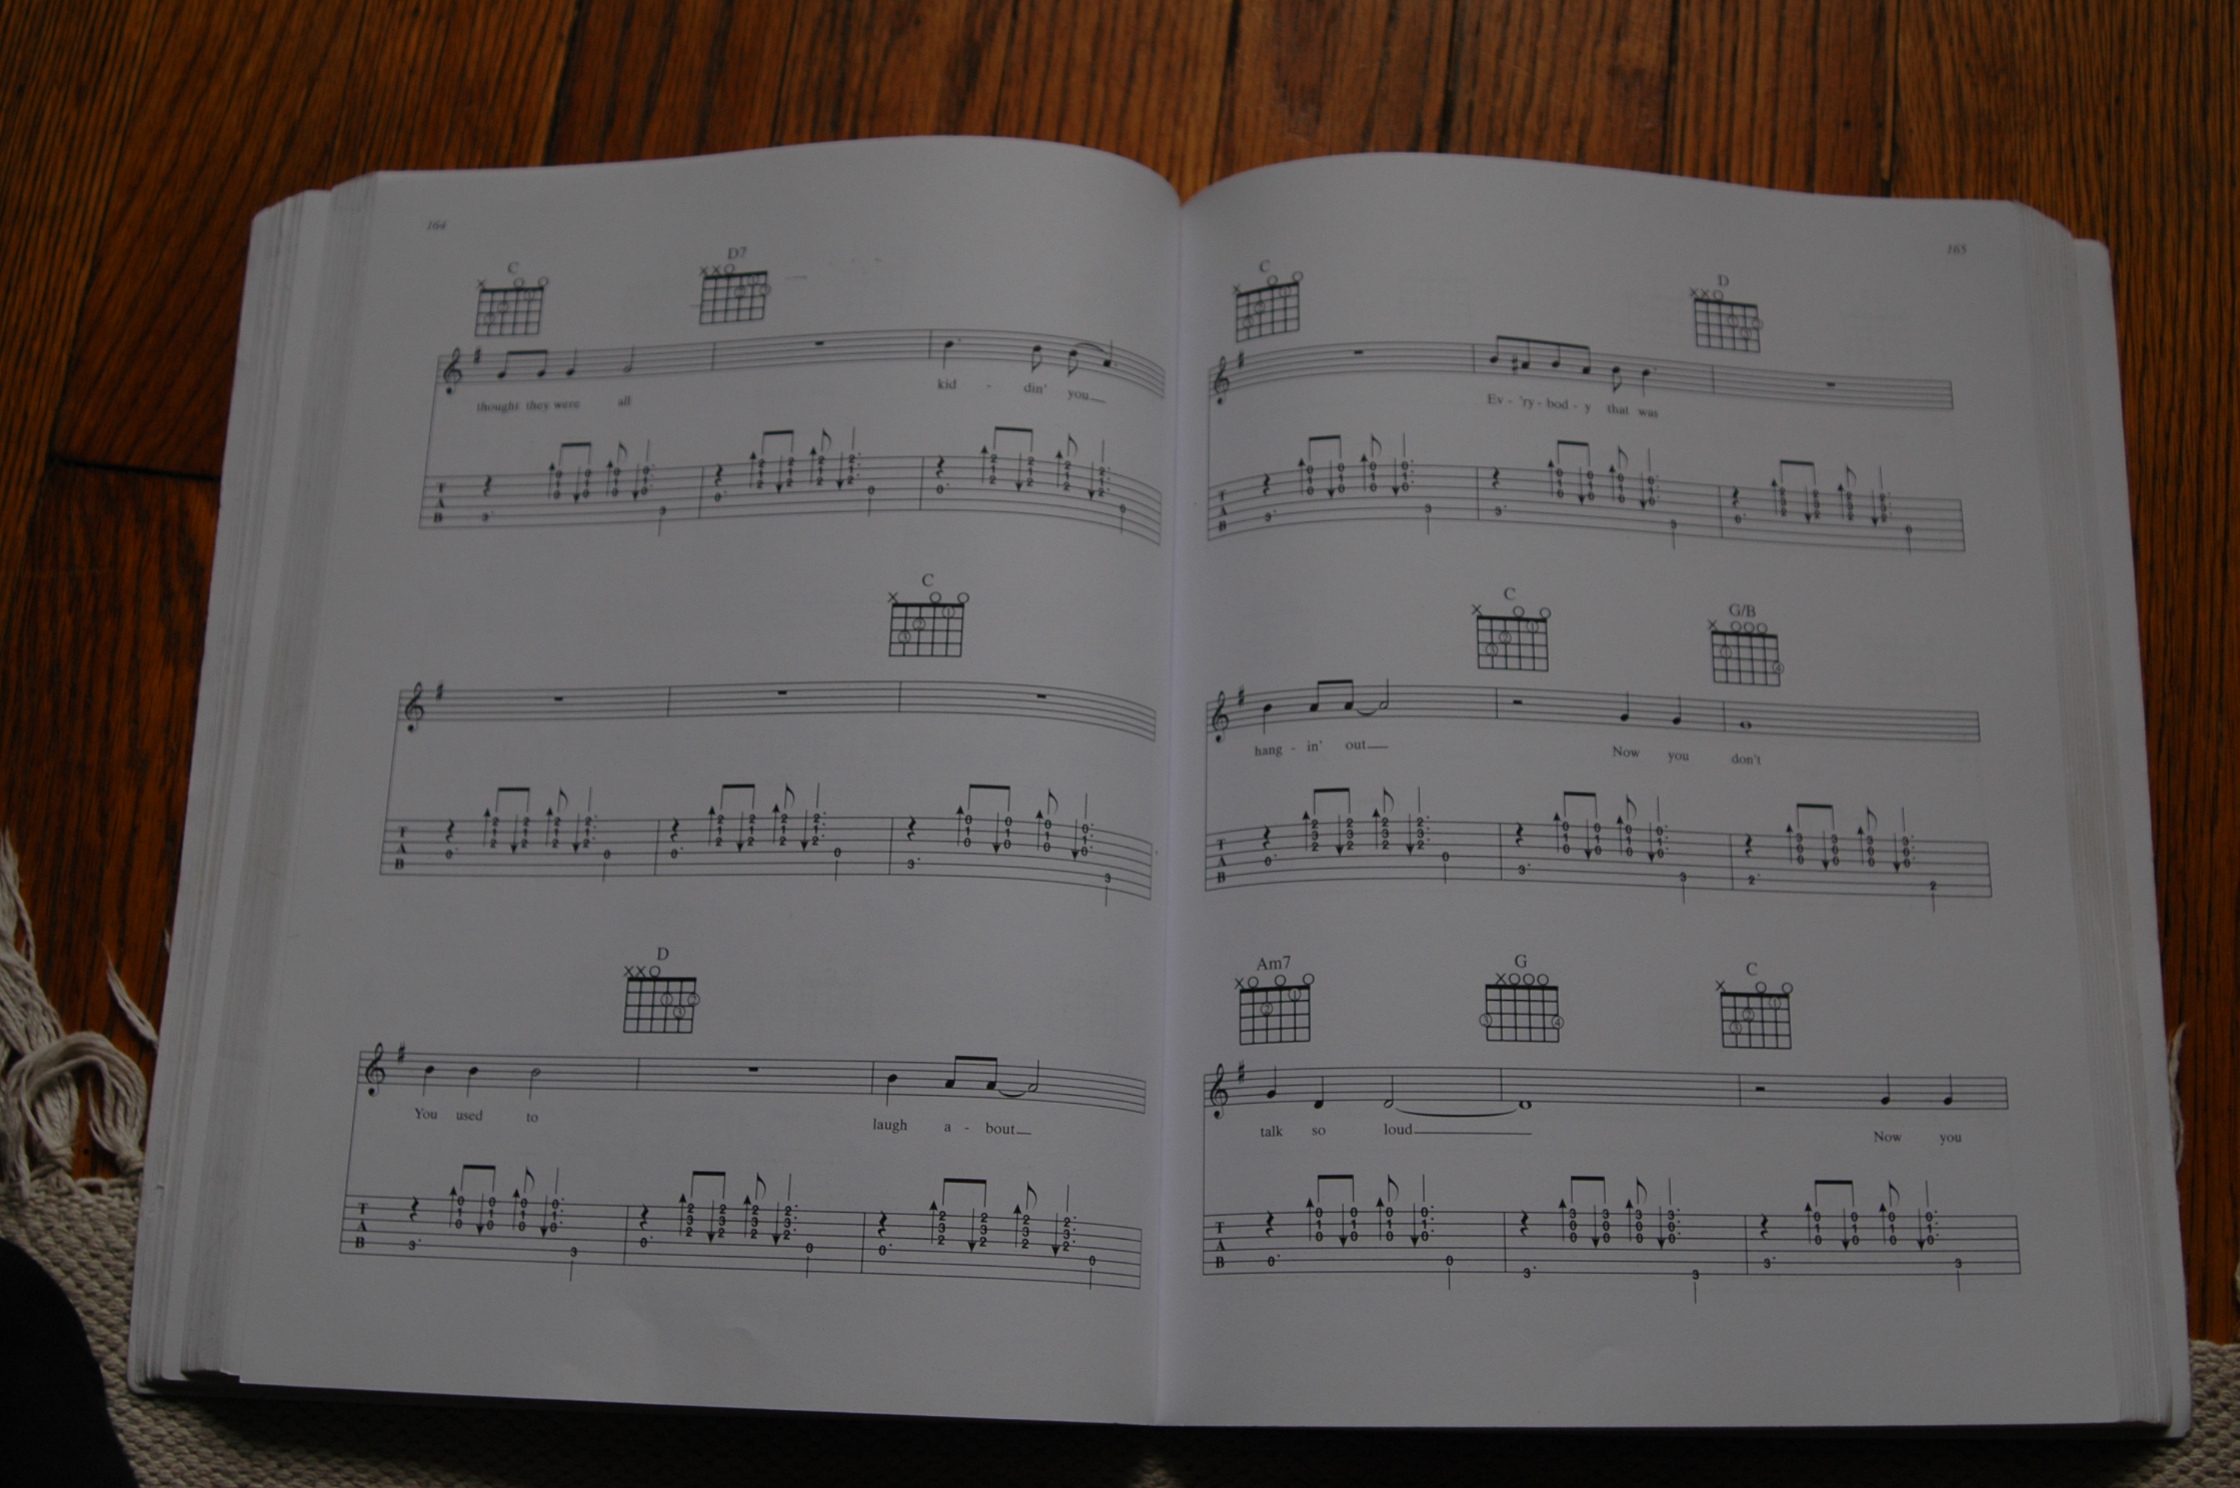 164
C D7
thought they were all kid - din' you
T
A
B
C
T
A
B
D
You used to laugh a - bout
T
A
B
165
C D
Ev - 'ry - bod - y that was
T
A
B
C G/B
hang - in' out Now you don't
T
A
B
Am7 G C
talk so loud Now you
T
A
B